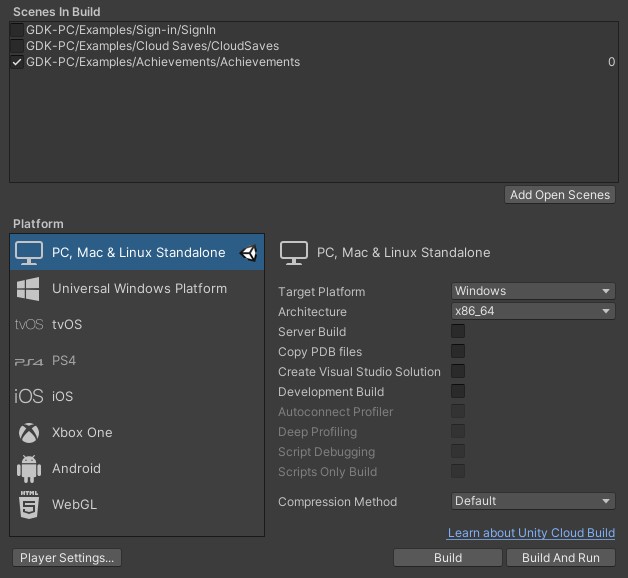 Scenes In Build
GDK-PC/Examples/Sign-in/SignIn
GDK-PC/Examples/Cloud Saves/CloudSaves
GDK-PC/Examples/Achievements/Achievements 0
Add Open Scenes
Platform
PC, Mac & Linux Standalone
Universal Windows Platform
tvOS tvOS
PS4 PS4
iOS iOS
Xbox One
Android
HTML 5 WebGL
PC, Mac & Linux Standalone
Target Platform Windows
Architecture x86_64
Server Build
Copy PDB files
Create Visual Studio Solution
Development Build
Autoconnect Profiler
Deep Profiling
Script Debugging
Scripts Only Build
Compression Method Default
Learn about Unity Cloud Build
Player Settings... Build Build And Run